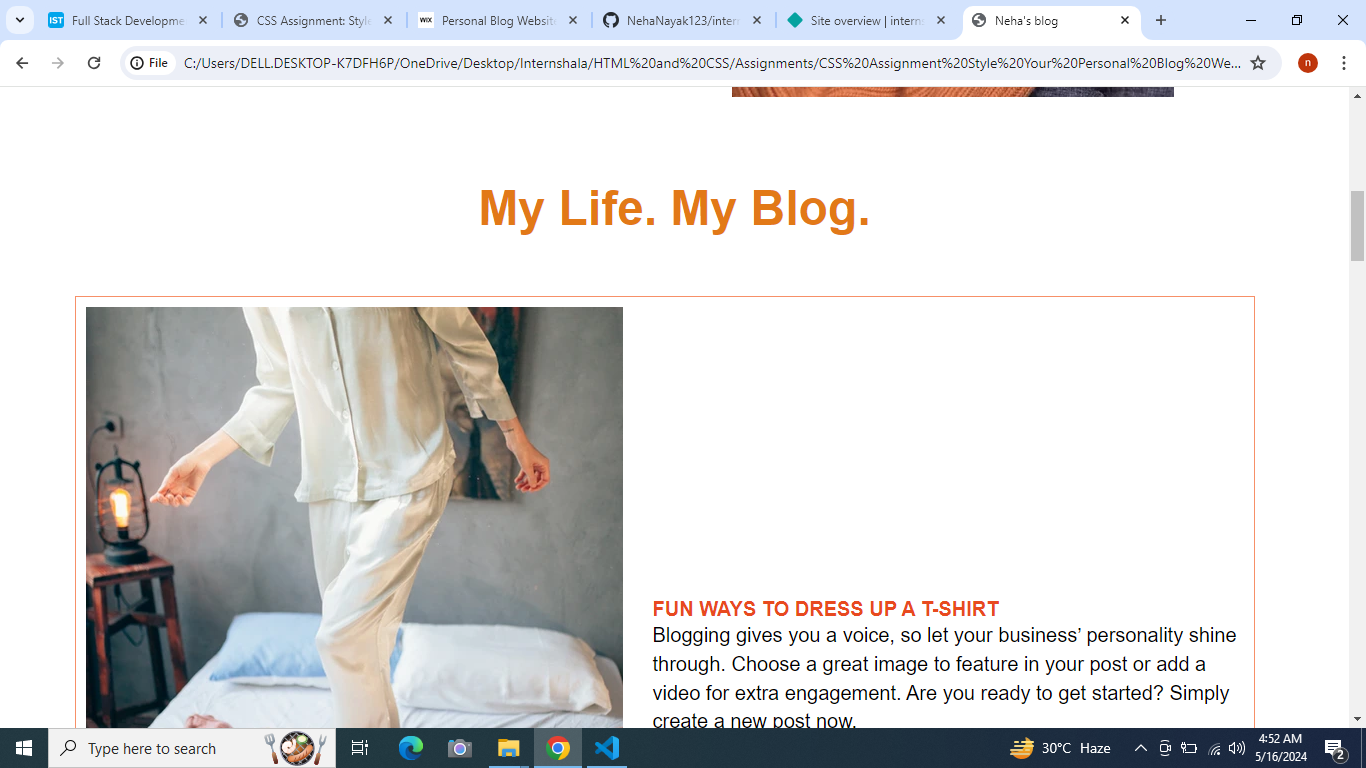 IST Full Stack Developme
CSS Assignment: Style
WIX Personal Blog Website
NehaNayak123/intern
Site overview | interns
Neha's blog
File C:/Users/DELL.DESKTOP-K7DFH6P/OneDrive/Desktop/Internshala/HTML%20and%20CSS/Assignments/CSS%20Assignment%20Style%20Your%20Personal%20Blog%20We... n
My Life. My Blog.
FUN WAYS TO DRESS UP A T-SHIRT
Blogging gives you a voice, so let your business’ personality shine
through. Choose a great image to feature in your post or add a
video for extra engagement. Are you ready to get started? Simply
create a new post now.
Type here to search
30°C Haze
4:52 AM
5/16/2024
2